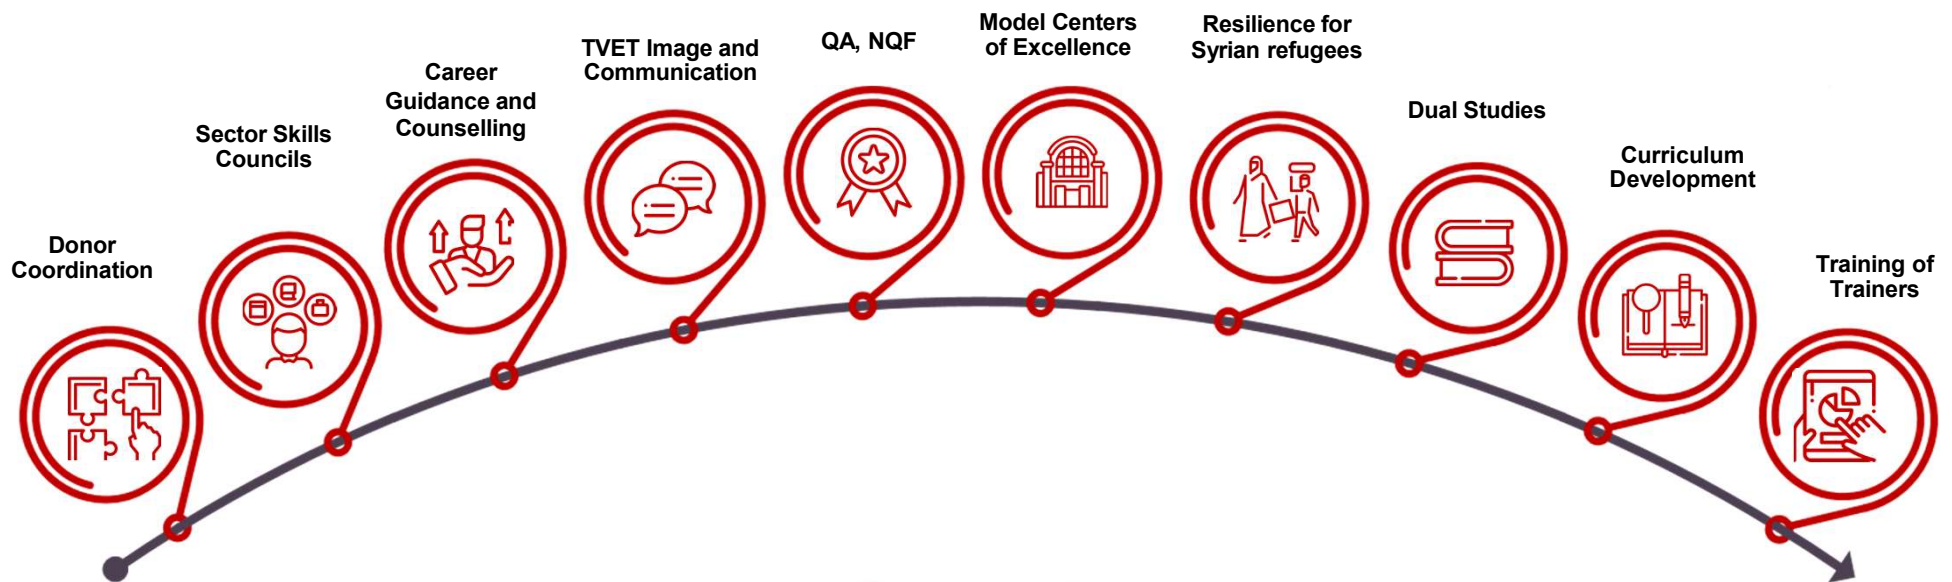 Donor
Coordination
Sector Skills
Councils
Career
Guidance and
Counselling
TVET Image and
Communication
QA, NQF
Model Centers
of Excellence
Resilience for
Syrian refugees
Dual Studies
Curriculum
Development
Training of
Trainers